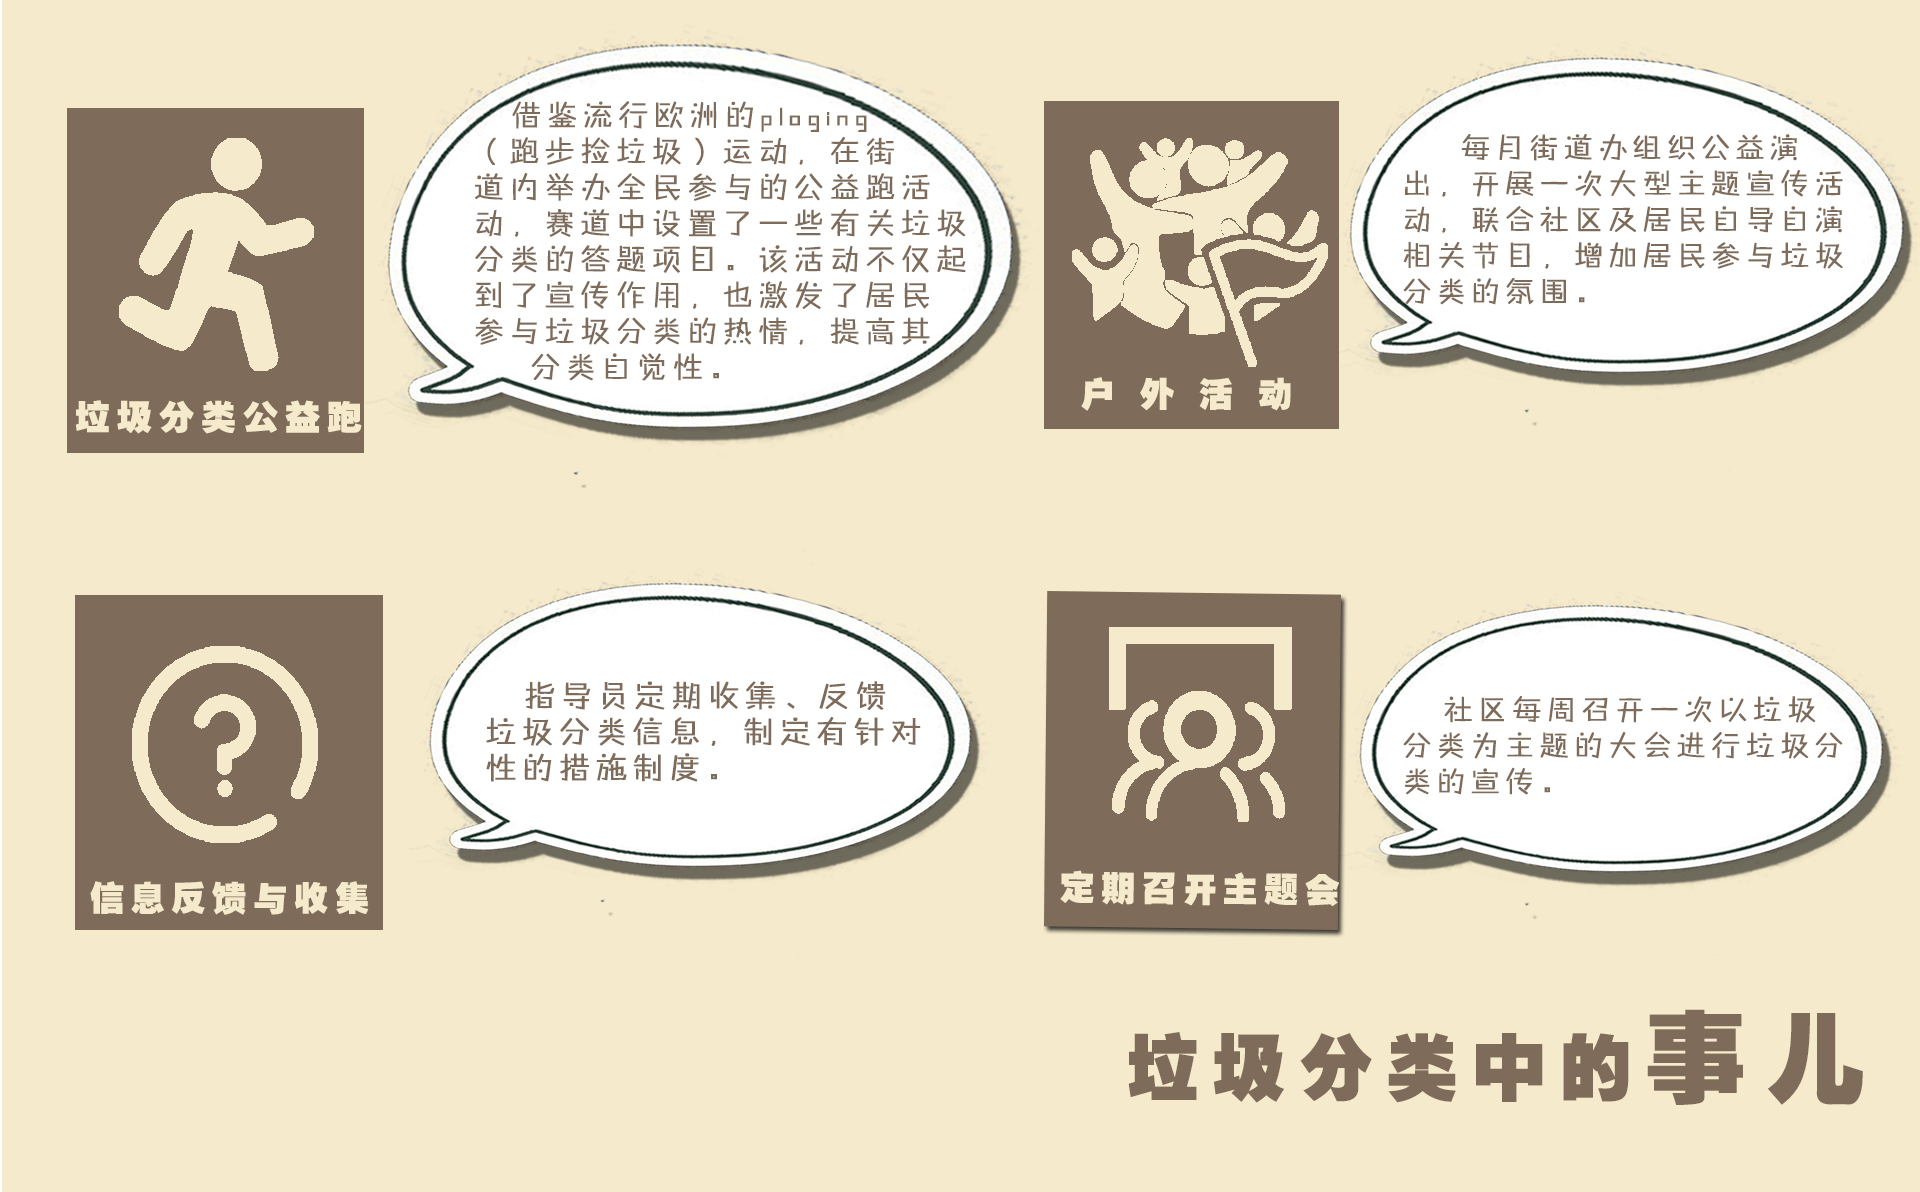 借鉴流行欧洲的ploging
（跑步捡垃圾）运动，在街
道内举办全民参与的公益跑活
动，赛道中设置了一些有关垃圾
分类的答题项目。该活动不仅起
到了宣传作用，也激发了居民
参与垃圾分类的热情，提高其
分类自觉性。
垃圾分类公益跑
每月街道办组织公益演
出，开展一次大型主题宣传活
动，联合社区及居民自导自演
相关节目，增加居民参与垃圾
分类的氛围。
户外活动
指导员定期收集、反馈
垃圾分类信息，制定有针对
性的措施制度。
信息反馈与收集
社区每周召开一次以垃圾
分类为主题的大会进行垃圾分
类的宣传。
定期召开主题会
垃圾分类中的事儿